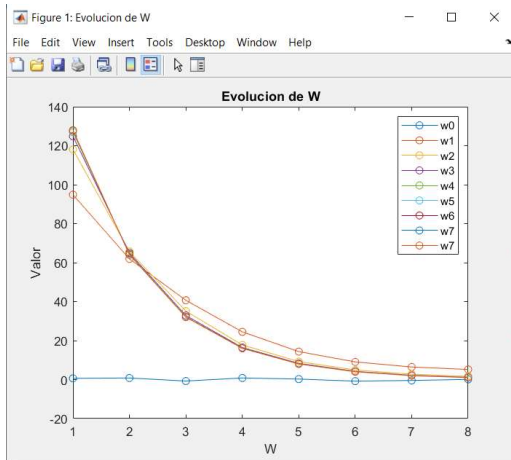 Figure 1: Evolucion de W
File Edit View Insert Tools Desktop Window Help
Evolucion de W
140
120
100
80
60
40
20
0
-20
Valor
1 2 3 4 5 6 7 8
W
w0
w1
w2
w3
w4
w5
w6
w7
w7